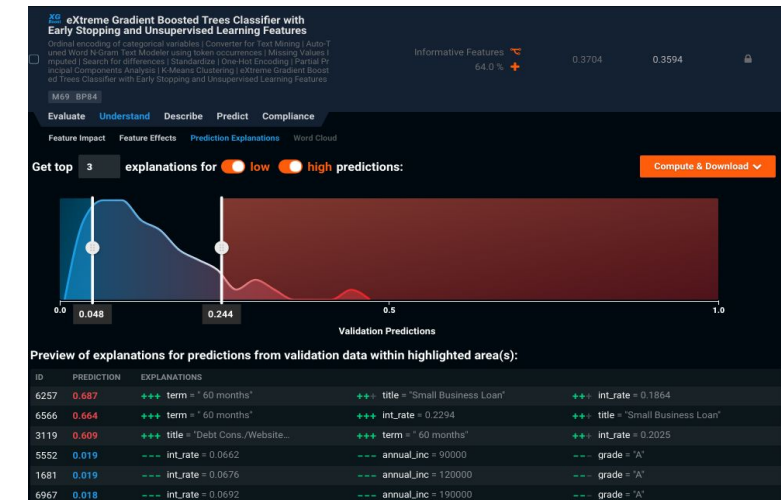 XG
Boost
eXtreme Gradient Boosted Trees Classifier with
Early Stopping and Unsupervised Learning Features
Ordinal encoding of categorical variables | Converter for Text Mining | Auto-T
uned Word N-Gram Text Modeler using token occurrences | Missing Values I
mputed | Search for differences | Standardize | One-Hot Encoding | Partial Pr
incipal Components Analysis | K-Means Clustering | eXtreme Gradient Boost
ed Trees Classifier with Early Stopping and Unsupervised Learning Features
Informative Features
64.0 %
0.3704
0.3594
M69 BP84
Evaluate Understand Describe Predict Compliance
Feature Impact Feature Effects Prediction Explanations Word Cloud
Get top 3 explanations for low high predictions:
Compute & Download
0.0 0.5 1.0
0.048 0.244
Validation Predictions
Preview of explanations for predictions from validation data within highlighted area(s):
ID PREDICTION EXPLANATIONS
6257 0.687 +++ term = " 60 months" +++ title = "Small Business Loan" +++ int_rate = 0.1864
6566 0.664 +++ term = " 60 months" +++ int_rate = 0.2294 +++ title = "Small Business Loan"
3119 0.609 +++ title = "Debt Cons./Website... +++ term = " 60 months" +++ int_rate = 0.2025
5552 0.019 --- int_rate = 0.0662 --- annual_inc = 90000 --- grade = "A"
1681 0.019 --- int_rate = 0.0676 --- annual_inc = 120000 --- grade = "A"
6967 0.018 --- int_rate = 0.0692 --- annual_inc = 190000 --- grade = "A"